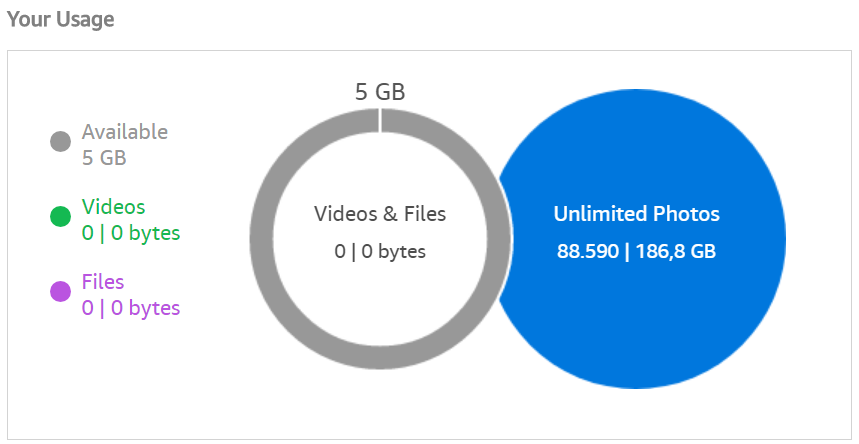 Your Usage
5 GB
Available
5 GB
Videos
0 | 0 bytes
Files
0 | 0 bytes
Videos & Files
0 | 0 bytes
Unlimited Photos
88.590 | 186,8 GB